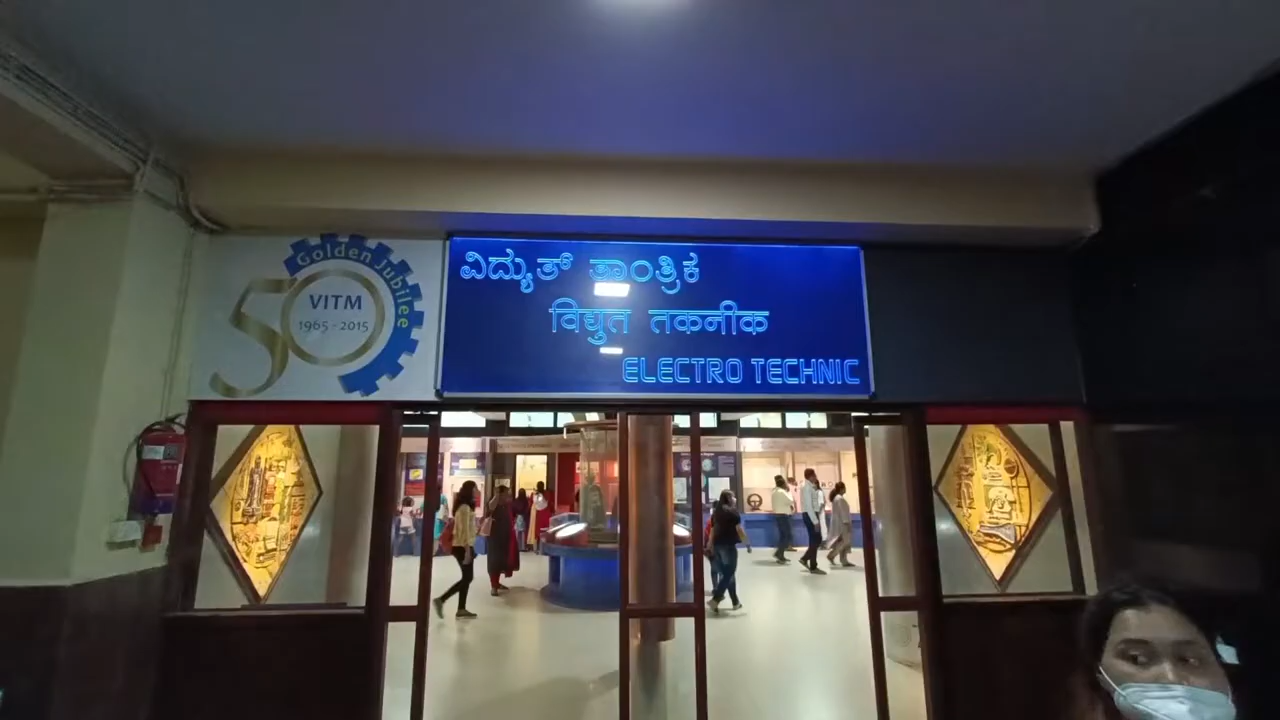 Golden Jubilee
50
VITM
1965 - 2015
ವಿದ್ಯುತ್ ತಾಂತ್ರಿಕ
विद्युत तकनीक
ELECTRO TECHNIC